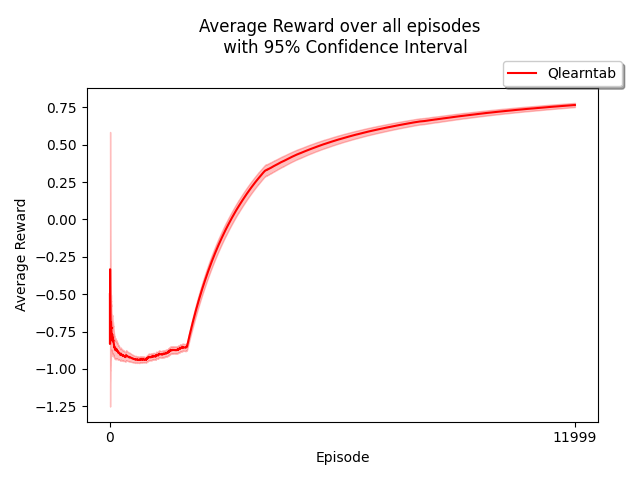 Average Reward over all episodes
with 95% Confidence Interval
Qlearntab
0.75
0.50
0.25
0.00
−0.25
−0.50
−0.75
−1.00
−1.25
Average Reward
0
11999
Episode